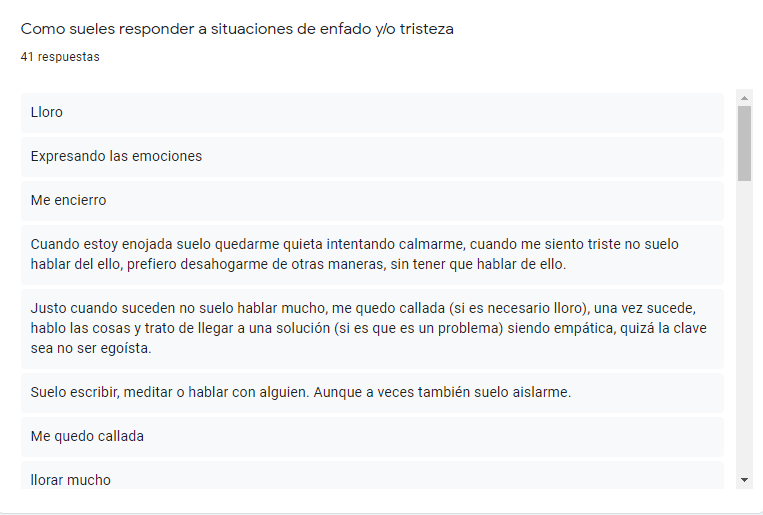 Como sueles responder a situaciones de enfado y/o tristeza
41 respuestas
Lloro
Expresando las emociones
Me encierro
Cuando estoy enojada suelo quedarme quieta intentando calmarme, cuando me siento triste no suelo
hablar del ello, prefiero desahogarme de otras maneras, sin tener que hablar de ello.
Justo cuando suceden no suelo hablar mucho, me quedo callada (si es necesario lloro), una vez sucede,
hablo las cosas y trato de llegar a una solución (si es que es un problema) siendo empática, quizá la clave
sea no ser egoísta.
Suelo escribir, meditar o hablar con alguien. Aunque a veces también suelo aislarme.
Me quedo callada
llorar mucho